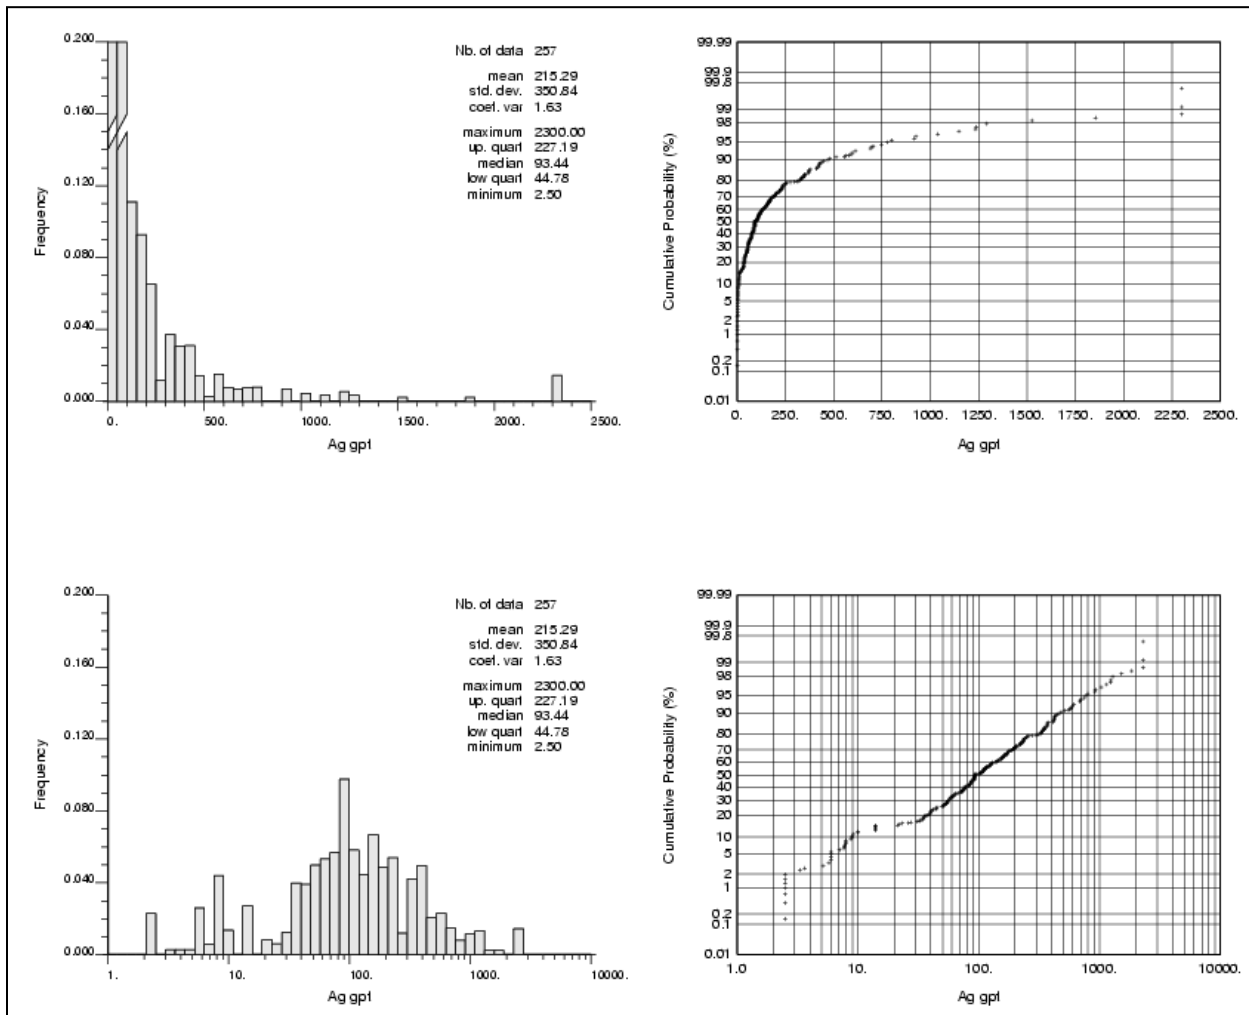 0.200
0.160
0.120
0.080
0.040
0.000
Frequency
0. 500. 1000. 1500. 2000. 2500.
Ag gpt
Nb. of data 257
mean 215.29
std. dev. 350.84
coef. var 1.63
maximum 2300.00
up. quart 227.19
median 93.44
low quart 44.78
minimum 2.50
99.99
99.9
99.8
99
98
95
90
80
70
60
50
40
30
20
10
5
2
1
0.2
0.1
0.01
Cumulative Probability (%)
0. 250. 500. 750. 1000. 1250. 1500. 1750. 2000. 2250. 2500.
Ag gpt
0.200
0.160
0.120
0.080
0.040
0.000
Frequency
1. 10. 100. 1000. 10000.
Ag gpt
Nb. of data 257
mean 215.29
std. dev. 350.84
coef. var 1.63
maximum 2300.00
up. quart 227.19
median 93.44
low quart 44.78
minimum 2.50
99.99
99.9
99.8
99
98
95
90
80
70
60
50
40
30
20
10
5
2
1
0.2
0.1
0.01
Cumulative Probability (%)
1.0 10. 100. 1000. 10000.
Ag gpt